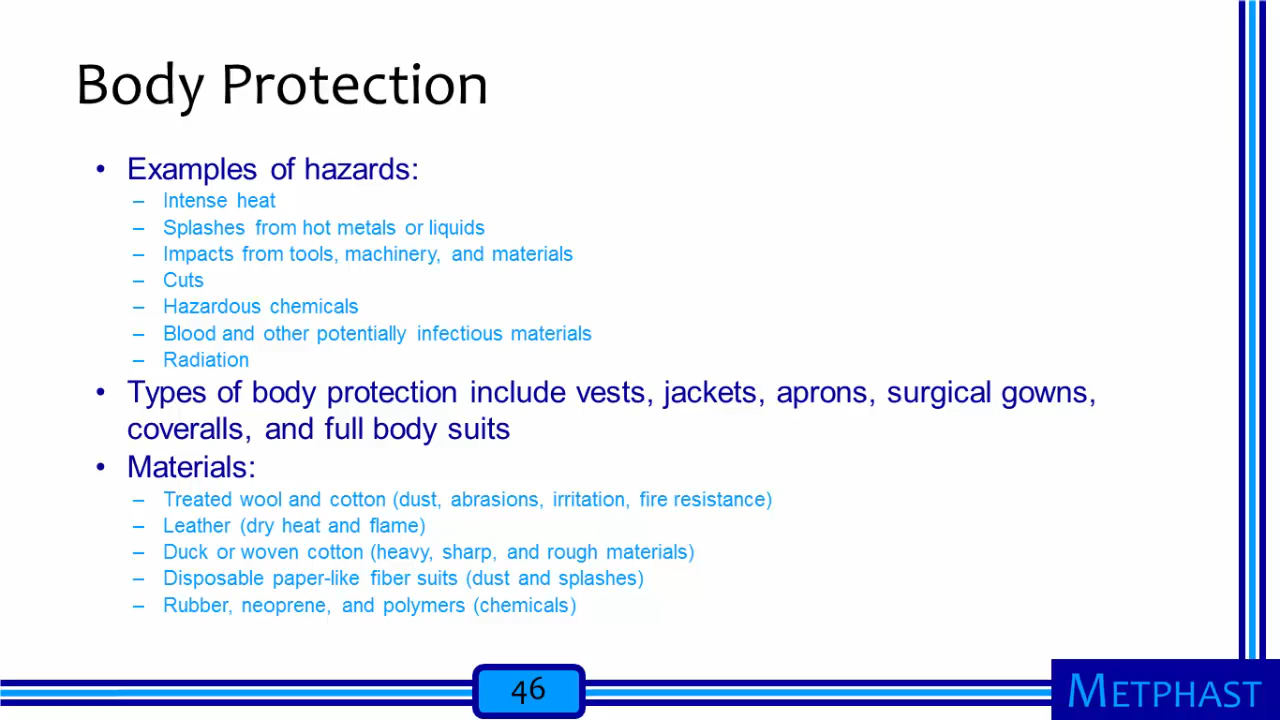 Body Protection
• Examples of hazards:
– Intense heat
– Splashes from hot metals or liquids
– Impacts from tools, machinery, and materials
– Cuts
– Hazardous chemicals
– Blood and other potentially infectious materials
– Radiation
• Types of body protection include vests, jackets, aprons, surgical gowns,
coveralls, and full body suits
• Materials:
– Treated wool and cotton (dust, abrasions, irritation, fire resistance)
– Leather (dry heat and flame)
– Duck or woven cotton (heavy, sharp, and rough materials)
– Disposable paper-like fiber suits (dust and splashes)
– Rubber, neoprene, and polymers (chemicals)
46
METPHAST